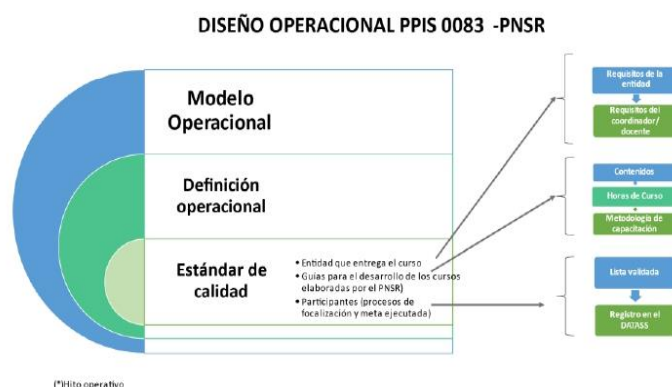 DISEÑO OPERACIONAL PPIS 0083 -PNSR
Modelo
Operacional
Definición
operacional
Estándar de
calidad
• Entidad que entrega el curso
• Guías para el desarrollo de los cursos
elaboradas por el PNSR)
• Participantes (procesos de
focalización y meta ejecutada)
Requisitos de la
entidad
Requisitos del
coordinador/
docente
Contenidos
Horas de Curso
Metodología de
capacitación
Lista validada
Registro en el
DATASS
(*)Hito operativo